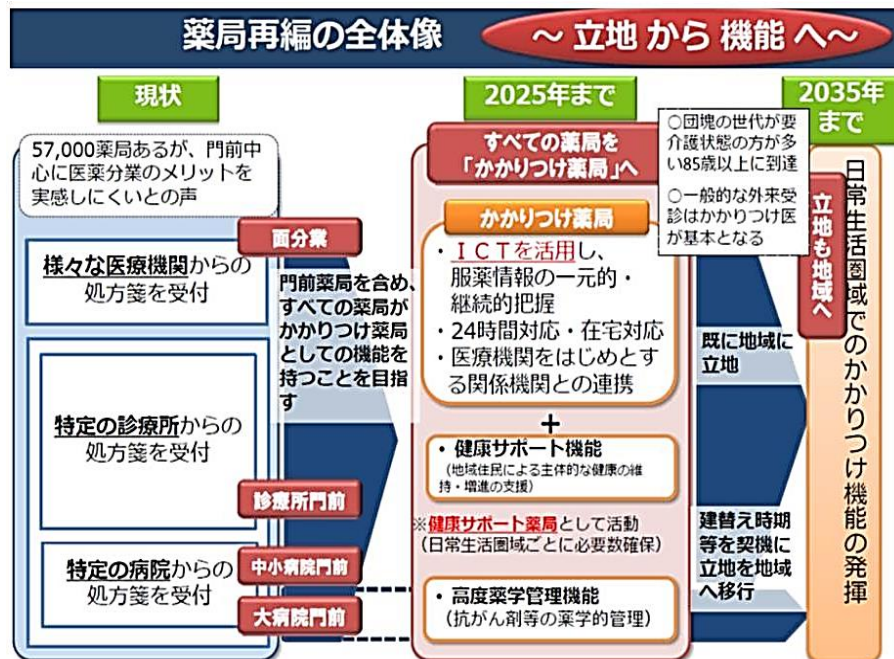 薬局再編の全体像
～ 立地 から 機能 へ～
現状
57,000薬局あるが、門前中
心に医薬分業のメリットを
実感しにくいとの声
面分業
様々な医療機関からの
処方箋を受付
特定の診療所からの
処方箋を受付
診療所門前
特定の病院からの
処方箋を受付
中小病院門前
大病院門前
門前薬局を含め、
すべての薬局が
かかりつけ薬局
としての機能を
持つことを目指
す
2025年まで
すべての薬局を
「かかりつけ薬局」へ
かかりつけ薬局
・ＩＣＴを活用し、
服薬情報の一元的・
継続的把握
・24時間対応・在宅対応
・医療機関をはじめとす
る関係機関との連携
＋
・健康サポート機能
（地域住民による主体的な健康の維
持・増進の支援）
※健康サポート薬局として活動
（日常生活圏域ごとに必要数確保）
・高度薬学管理機能
（抗がん剤等の薬学的管理）
○団塊の世代が要
介護状態の方が多
い85歳以上に到達
○一般的な外来受
診はかかりつけ医
が基本となる
既に地域に
立地
建替え時期
等を契機に
立地を地域
へ移行
2035年
まで
立地も地域へ
日常生活圏域でのかかりつけ機能の発揮